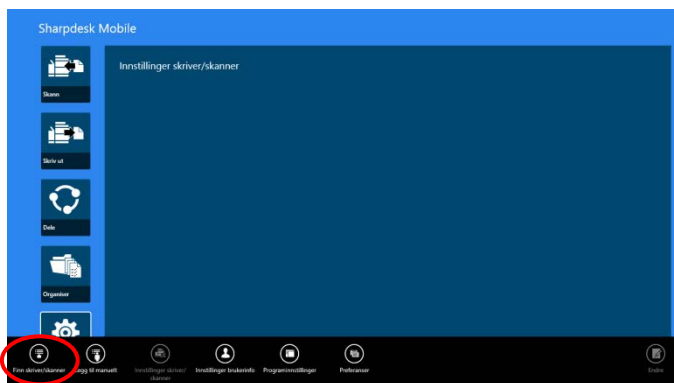 Sharpdesk Mobile
Innstillinger skriver/skanner
Skann
Skriv ut
Dele
Organiser
Finn skriver/skanner
Legg til manuelt
Innstillinger skriver/
skanner
Innstillinger brukerinfo
Programinnstillinger
Preferanser
Endre